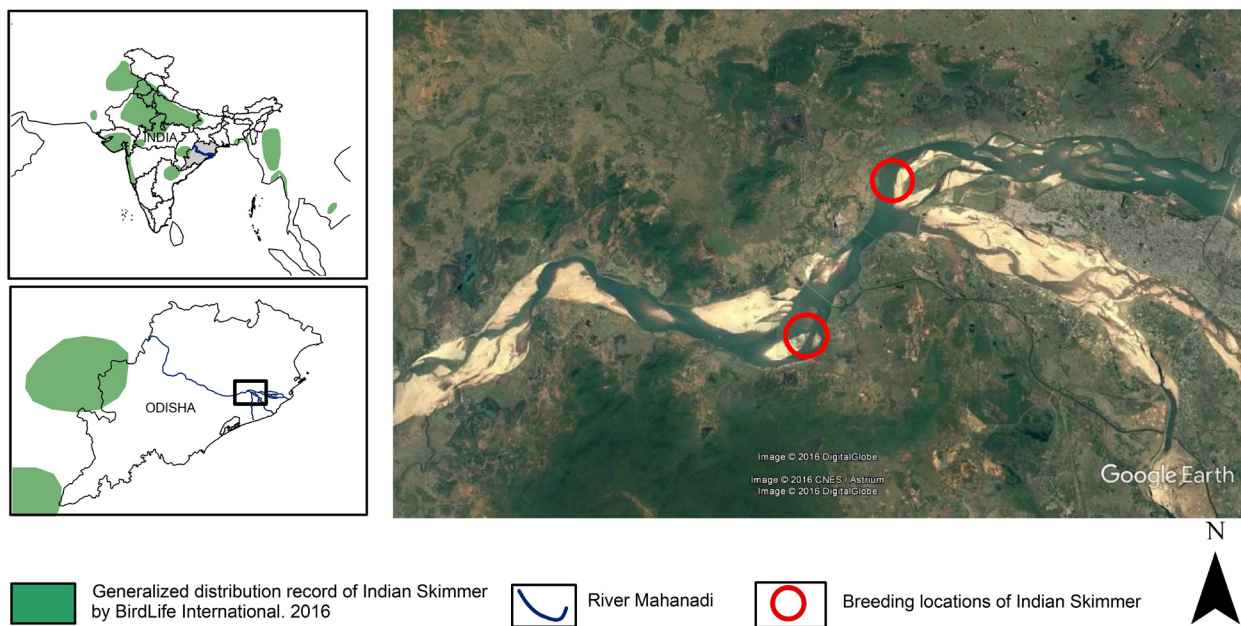 INDIA
ODISHA
Image © 2016 DigitalGlobe
Image © 2016 CNES / Astrium
Image © 2016 DigitalGlobe
Google Earth
N
Generalized distribution record of Indian Skimmer
by BirdLife International. 2016
River Mahanadi
Breeding locations of Indian Skimmer